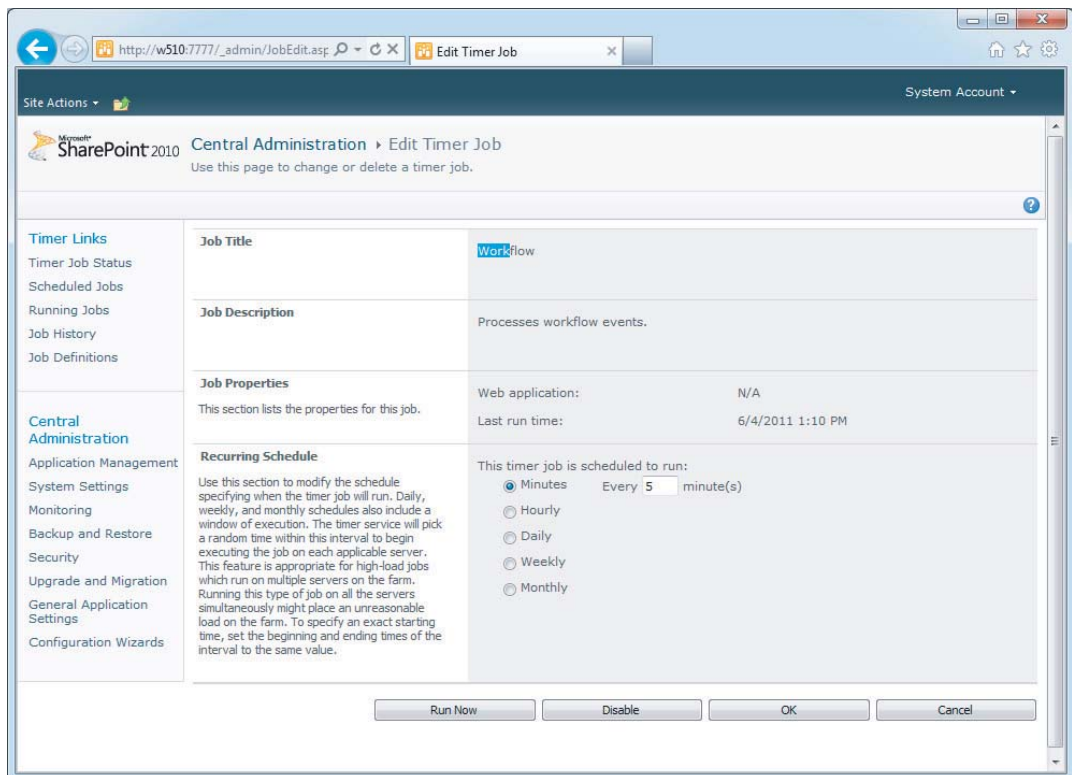 http://w510:7777/_admin/JobEdit.asp
Edit Timer Job
Site Actions
System Account
Microsoft
SharePoint 2010
Central Administration
Edit Timer Job
Use this page to change or delete a timer job.
Timer Links
Timer Job Status
Scheduled Jobs
Running Jobs
Job History
Job Definitions
Central
Administration
Application Management
System Settings
Monitoring
Backup and Restore
Security
Upgrade and Migration
General Application
Settings
Configuration Wizards
Job Title
Workflow
Job Description
Processes workflow events.
Job Properties
This section lists the properties for this job.
Web application: N/A
Last run time: 6/4/2011 1:10 PM
Recurring Schedule
Use this section to modify the schedule
specifying when the timer job will run. Daily,
weekly, and monthly schedules also include a
window of execution. The timer service will pick
a random time within this interval to begin
executing the job on each applicable server.
This feature is appropriate for high-load jobs
which run on multiple servers on the farm.
Running this type of job on all the servers
simultaneously might place an unreasonable
load on the farm. To specify an exact starting
time, set the beginning and ending times of the
interval to the same value.
This timer job is scheduled to run:
Minutes Every 5 minute(s)
Hourly
Daily
Weekly
Monthly
Run Now
Disable
OK
Cancel